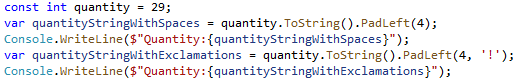 const int quantity = 29;
var quantityStringWithSpaces = quantity.ToString().PadLeft(4);
Console.WriteLine($"Quantity:{quantityStringWithSpaces}");
var quantityStringWithExclamations = quantity.ToString().PadLeft(4, '!');
Console.WriteLine($"Quantity:{quantityStringWithExclamations}");